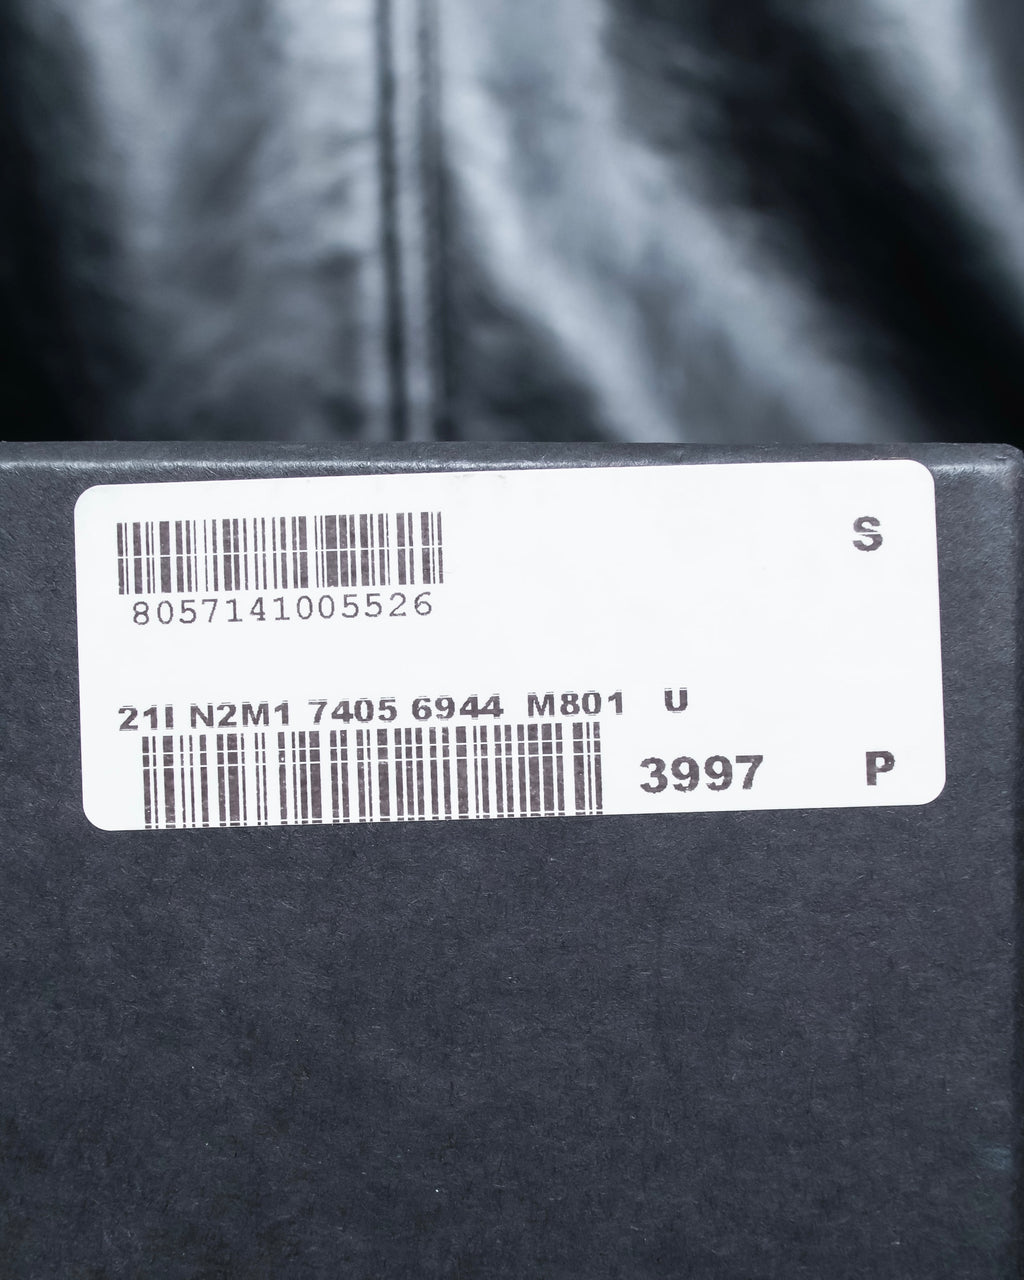 S
8057141005526
21I N2M1 7405 6944 M801 U
3997 P